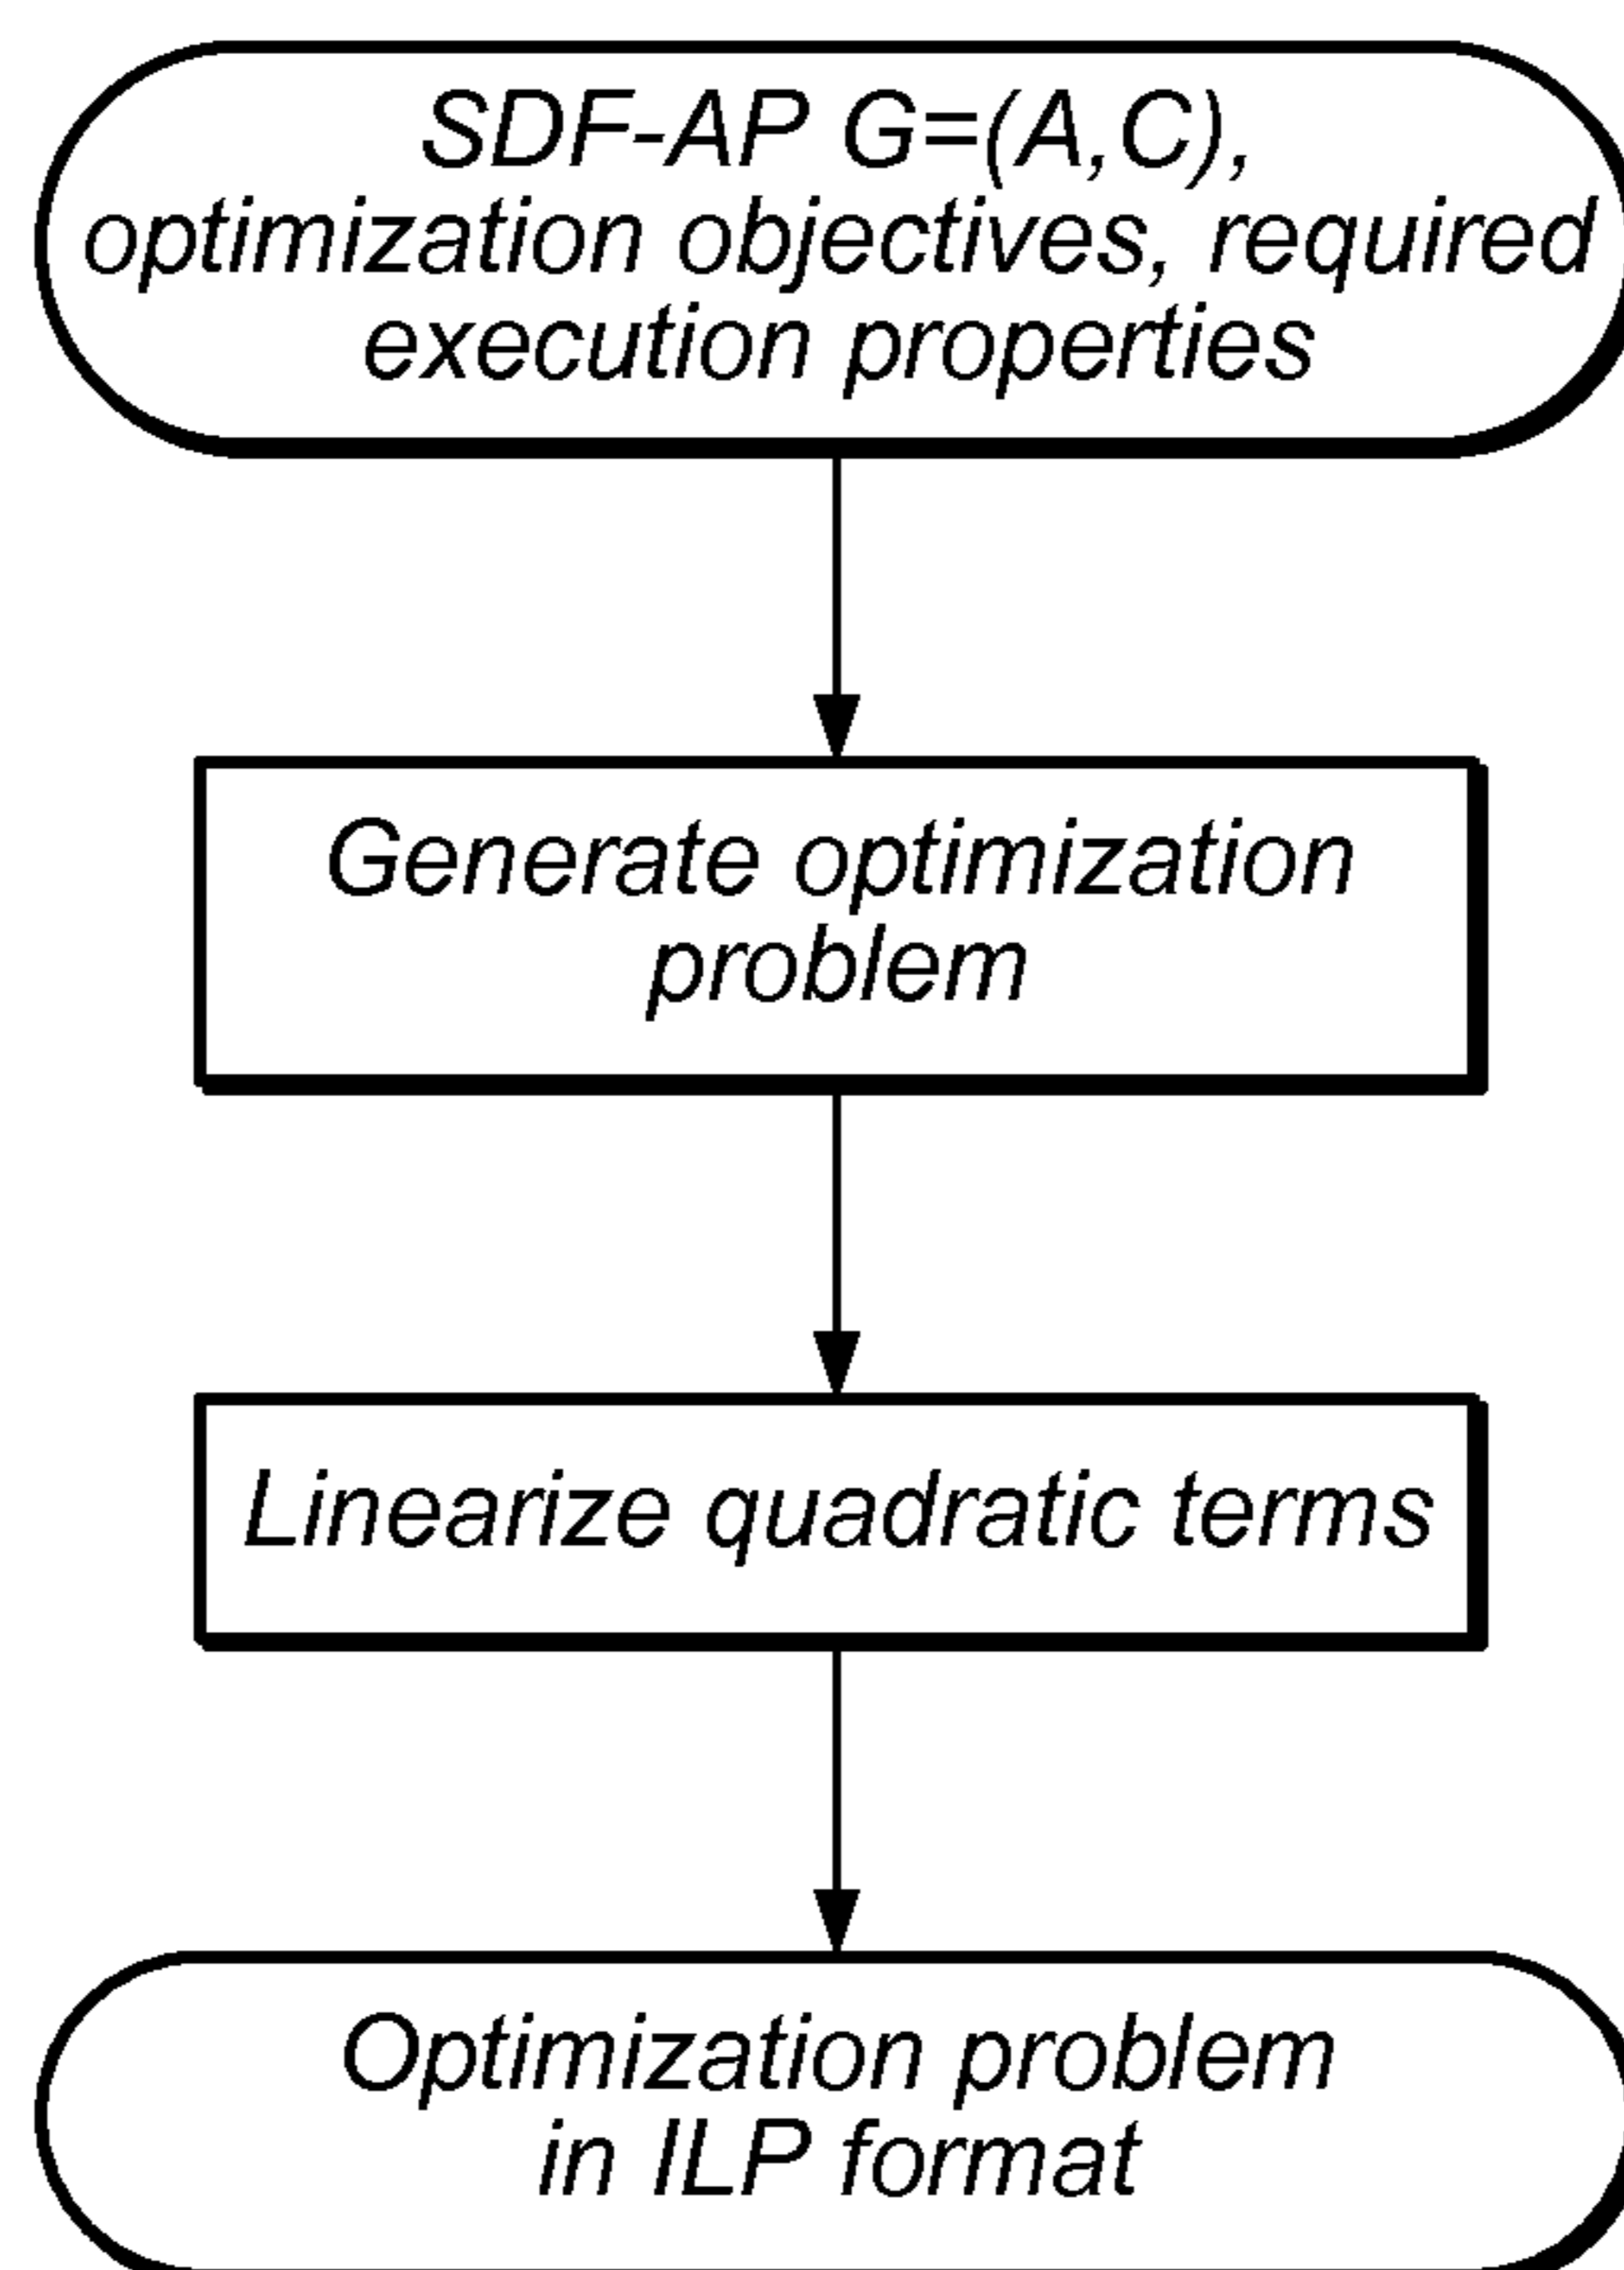 SDF-AP G=(A,C),
optimization objectives, required
execution properties
Generate optimization
problem
Linearize quadratic terms
Optimization problem
in ILP format